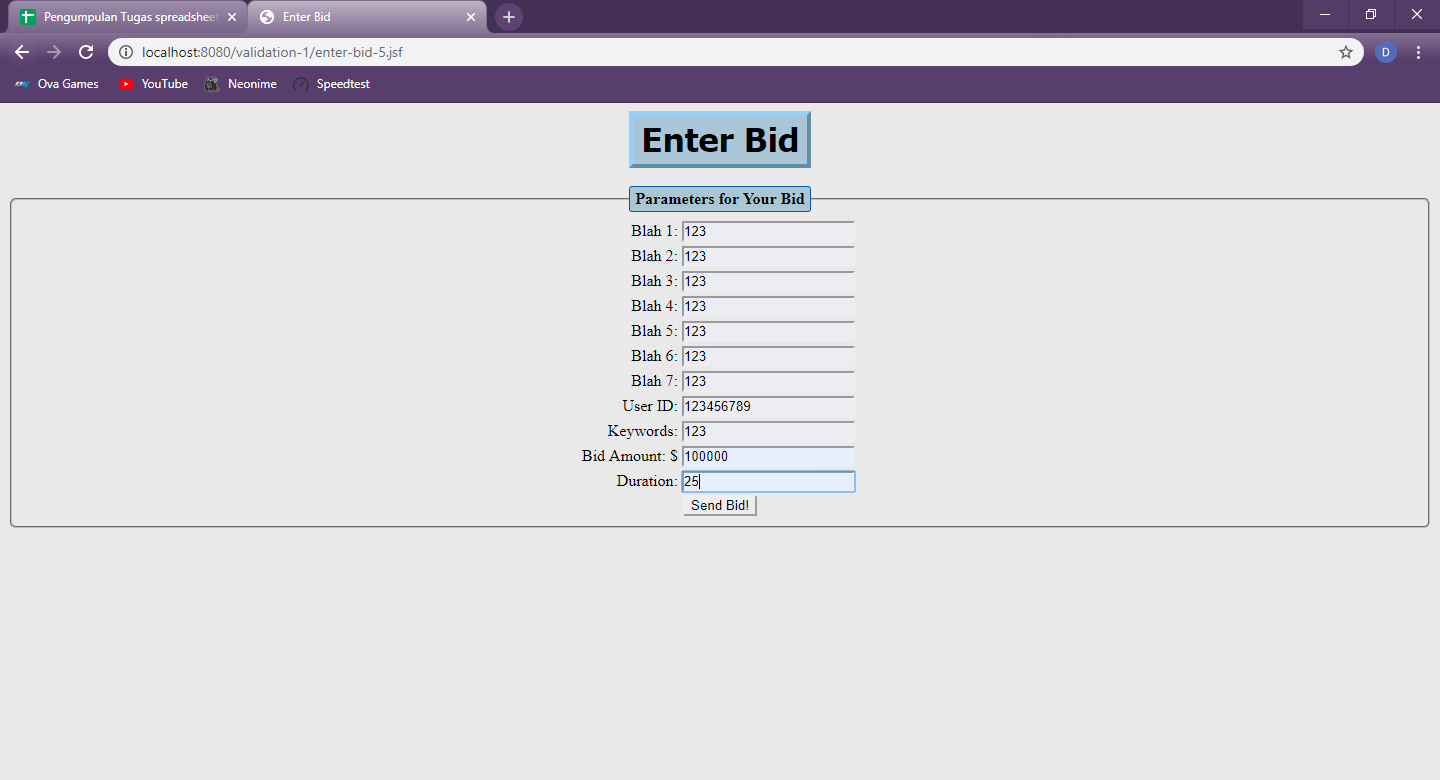 Pengumpulan Tugas spreadsheet
Enter Bid
localhost:8080/validation-1/enter-bid-5.jsf
D
Ova Games
YouTube
Neonime
Speedtest
Enter Bid
Parameters for Your Bid
Blah 1: 123
Blah 2: 123
Blah 3: 123
Blah 4: 123
Blah 5: 123
Blah 6: 123
Blah 7: 123
User ID: 123456789
Keywords: 123
Bid Amount: $ 100000
Duration: 25
Send Bid!